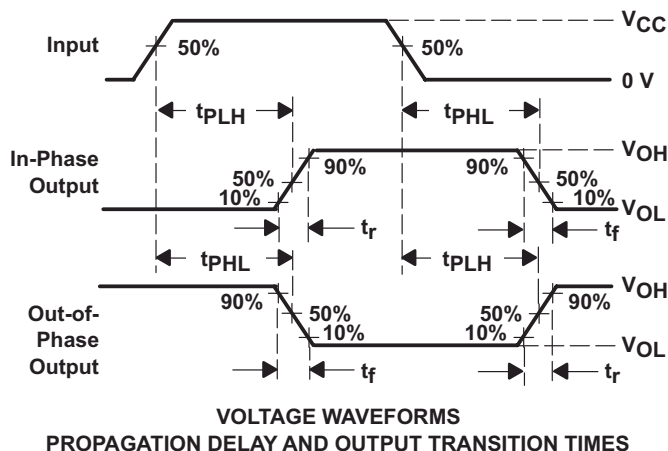 VCC
Input
50%
50%
0 V
tPLH
tPHL
In-Phase
Output
VOH
90%
90%
50%
50%
10%
10%
VOL
tr
tf
tPHL
tPLH
Out-of-
Phase
Output
VOH
90%
90%
50%
50%
10%
10%
VOL
tf
tr
VOLTAGE WAVEFORMS
PROPAGATION DELAY AND OUTPUT TRANSITION TIMES